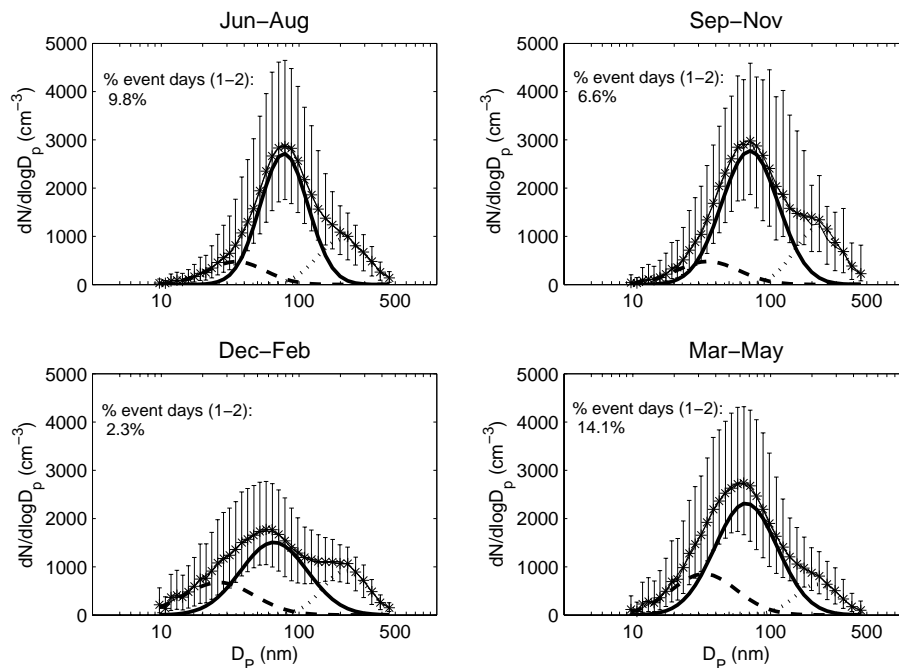 Jun−Aug
5000
4000
3000
2000
1000
0
dN/dlogD_p (cm⁻³)
% event days (1−2):
9.8%
10
100
500
Sep−Nov
5000
4000
3000
2000
1000
0
dN/dlogD_p (cm⁻³)
% event days (1−2):
6.6%
10
100
500
Dec−Feb
5000
4000
3000
2000
1000
0
dN/dlogD_p (cm⁻³)
% event days (1−2):
2.3%
10
100
500
D_P (nm)
Mar−May
5000
4000
3000
2000
1000
0
dN/dlogD_p (cm⁻³)
% event days (1−2):
14.1%
10
100
500
D_P (nm)